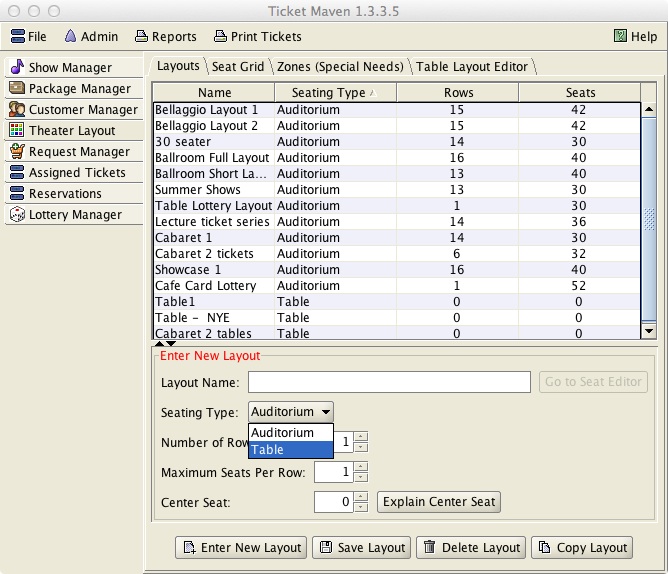 Ticket Maven 1.3.3.5
File Admin Reports Print Tickets Help
Show Manager
Package Manager
Customer Manager
Theater Layout
Request Manager
Assigned Tickets
Reservations
Lottery Manager
Layouts Seat Grid Zones (Special Needs) Table Layout Editor
Name Seating Type Rows Seats
Bellaggio Layout 1 Auditorium 15 42
Bellaggio Layout 2 Auditorium 15 42
30 seater Auditorium 14 30
Ballroom Full Layout Auditorium 16 40
Ballroom Short La... Auditorium 13 40
Summer Shows Auditorium 13 30
Table Lottery Layout Auditorium 1 30
Lecture ticket series Auditorium 14 36
Cabaret 1 Auditorium 14 30
Cabaret 2 tickets Auditorium 6 32
Showcase 1 Auditorium 16 40
Cafe Card Lottery Auditorium 1 52
Table1 Table 0 0
Table - NYE Table 0 0
Cabaret 2 tables Table 0 0
Enter New Layout
Layout Name: Go to Seat Editor
Seating Type: Auditorium
Auditorium
Table
Number of Row 1
Maximum Seats Per Row: 1
Center Seat: 0 Explain Center Seat
Enter New Layout Save Layout Delete Layout Copy Layout